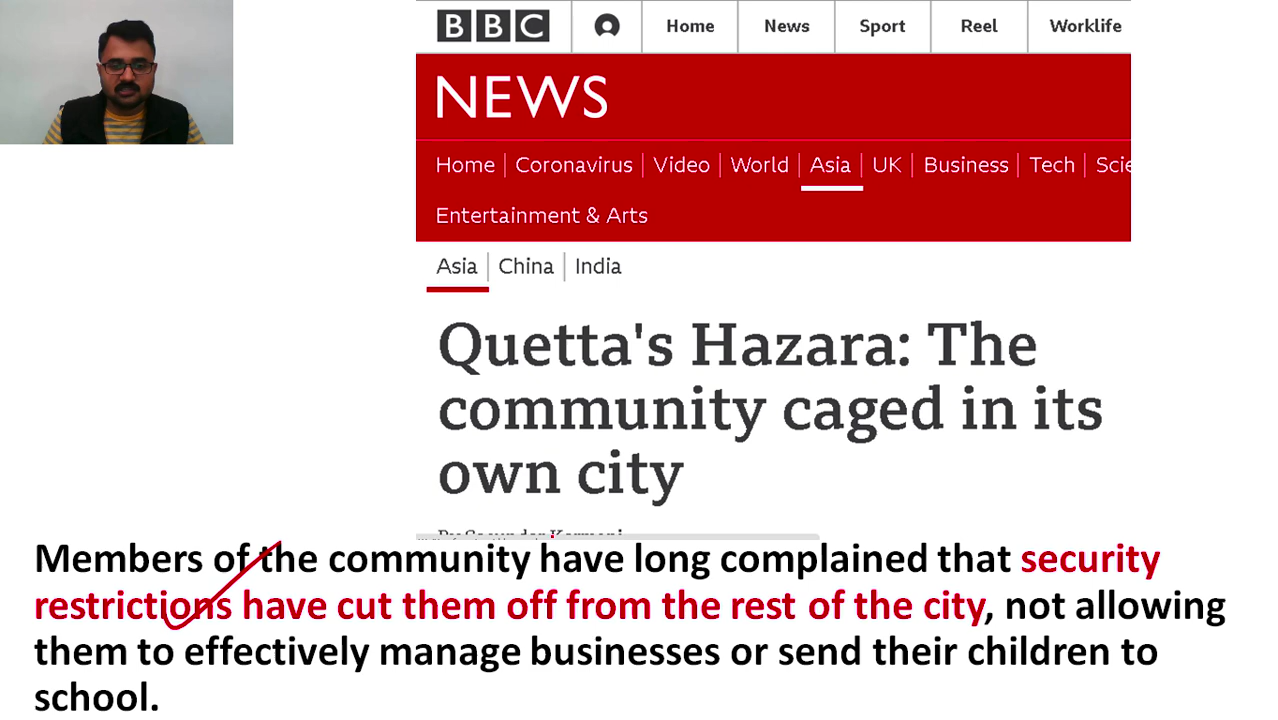 BBC Home News Sport Reel Worklife
NEWS
Home Coronavirus Video World Asia UK Business Tech
Entertainment & Arts
Asia China India
Quetta's Hazara: The
community caged in its
own city
Members of the community have long complained that security
restrictions have cut them off from the rest of the city, not allowing
them to effectively manage businesses or send their children to
school.